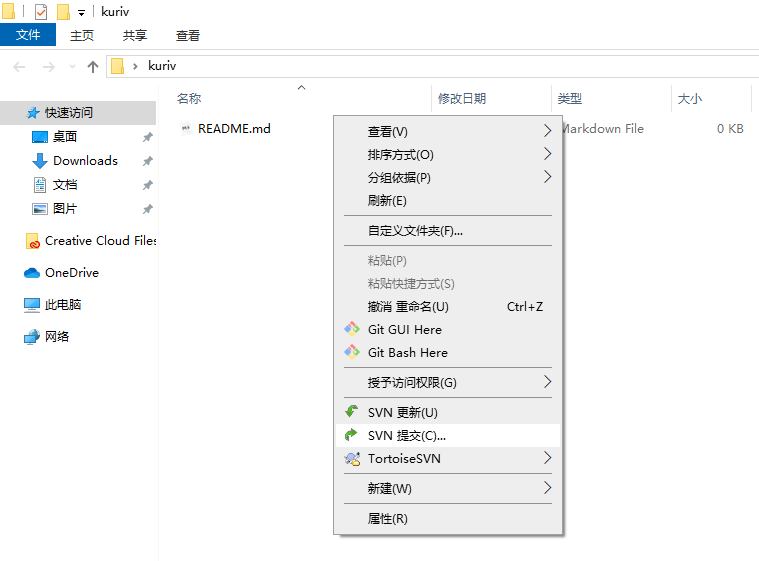 kuriv
文件 主页 共享 查看
kuriv
名称 修改日期 类型 大小
快速访问
桌面
Downloads
文档
图片
Creative Cloud Files
OneDrive
此电脑
网络
README.md Markdown File 0 KB
查看(V)
排序方式(O)
分组依据(P)
刷新(E)
自定义文件夹(F)...
粘贴(P)
粘贴快捷方式(S)
撤消 重命名(U) Ctrl+Z
Git GUI Here
Git Bash Here
授予访问权限(G)
SVN 更新(U)
SVN 提交(C)...
TortoiseSVN
新建(W)
属性(R)